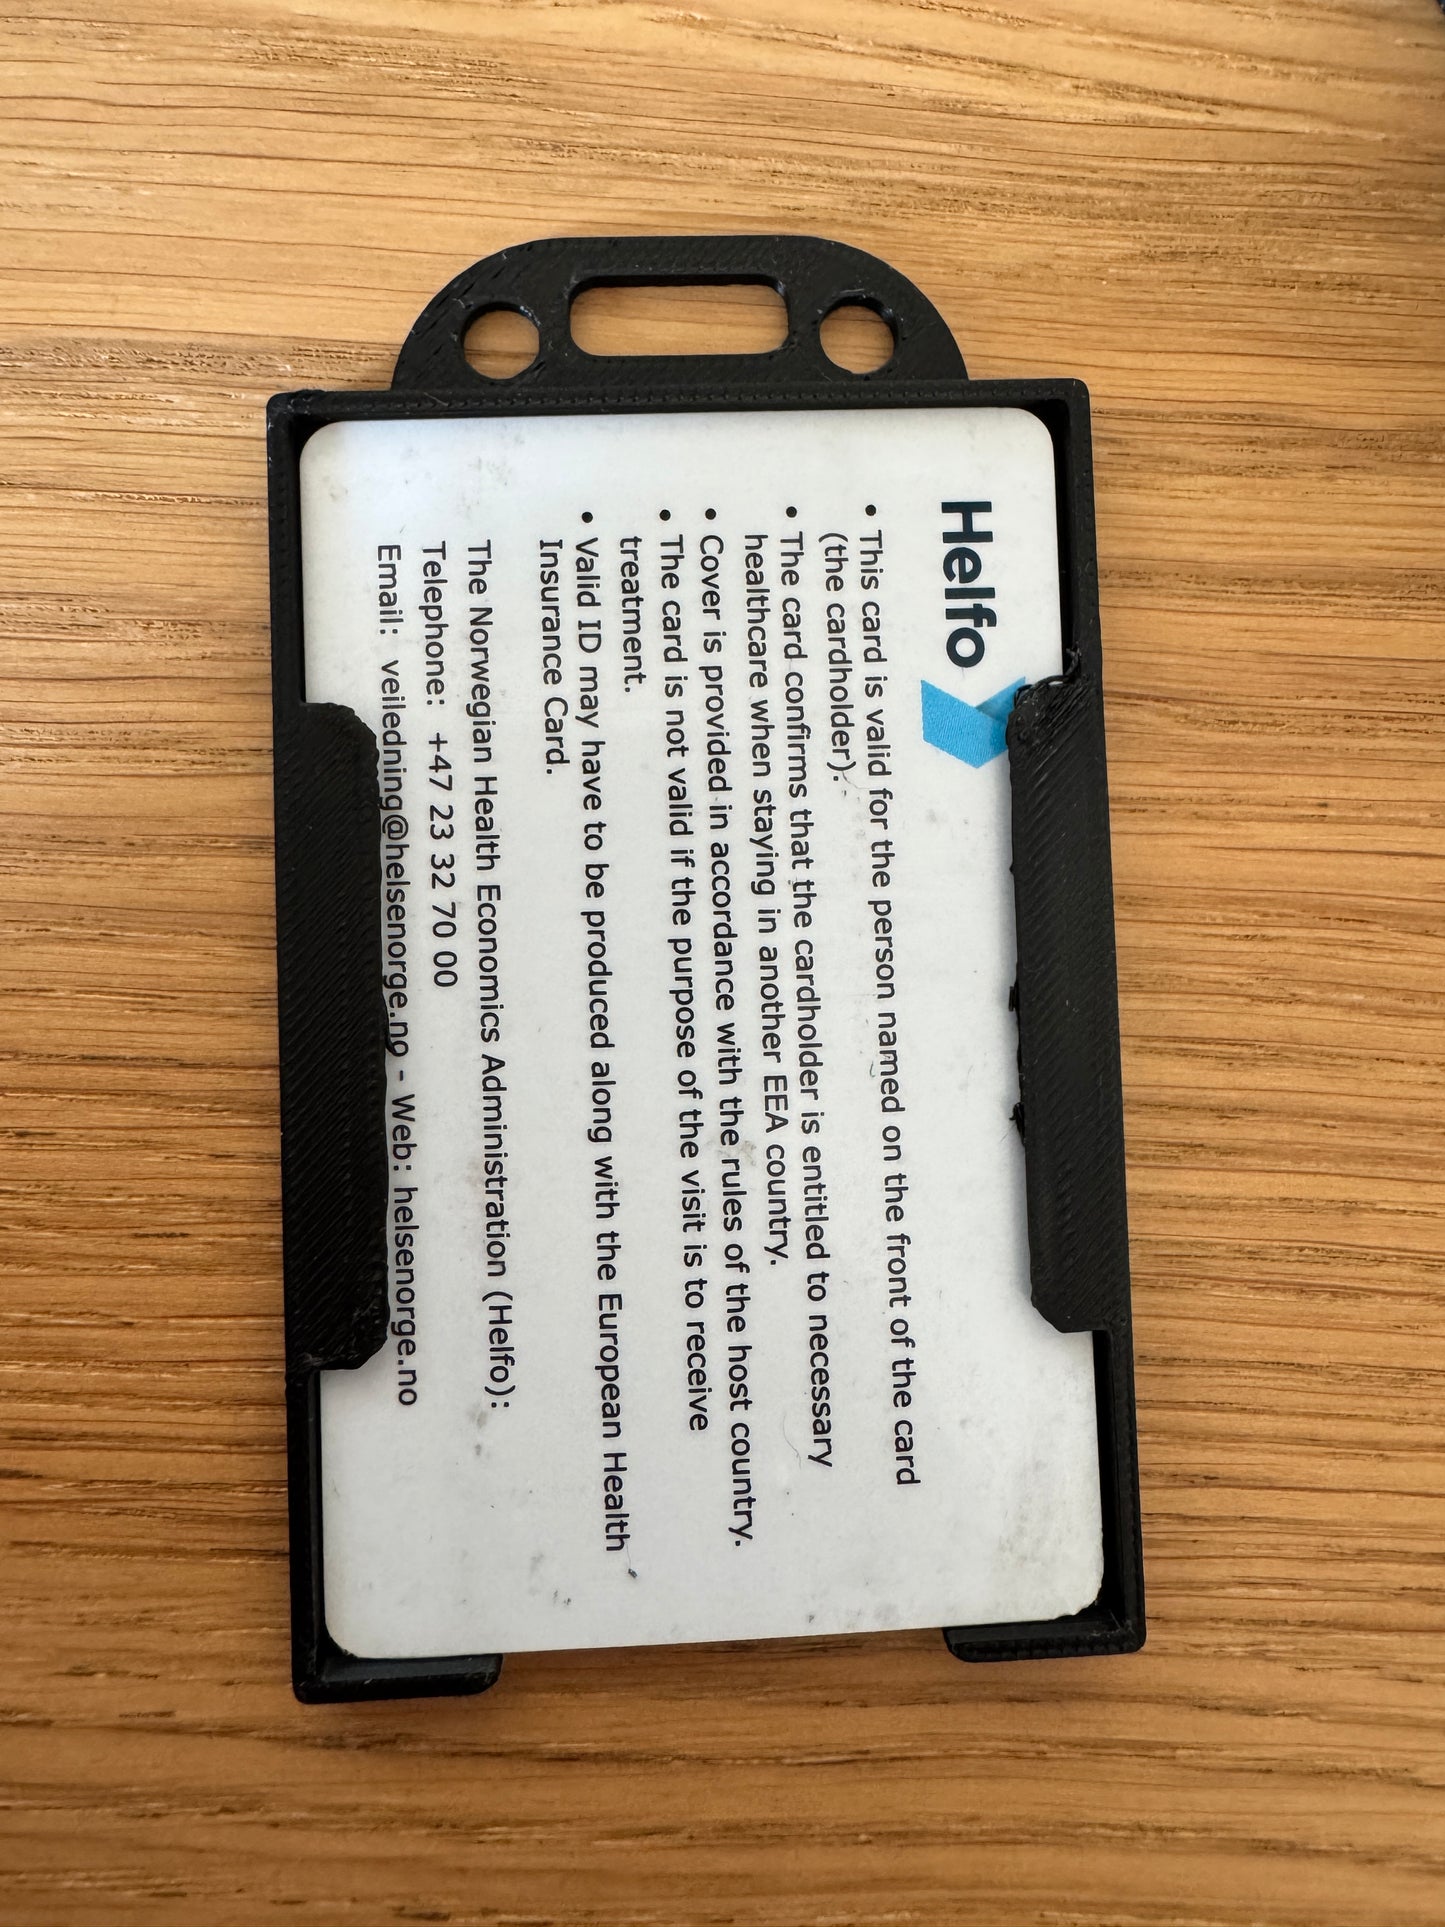 Helfo
• This card is valid for the person named on the front of the card
(the cardholder).
• The card confirms that the cardholder is entitled to necessary
healthcare when staying in another EEA country.
• Cover is provided in accordance with the rules of the host country.
• The card is not valid if the purpose of the visit is to receive
treatment.
• Valid ID may have to be produced along with the European Health
Insurance Card.
The Norwegian Health Economics Administration (Helfo):
Telephone: +47 23 32 70 00
Email: veiledning@helsenorge.no - Web: helsenorge.no